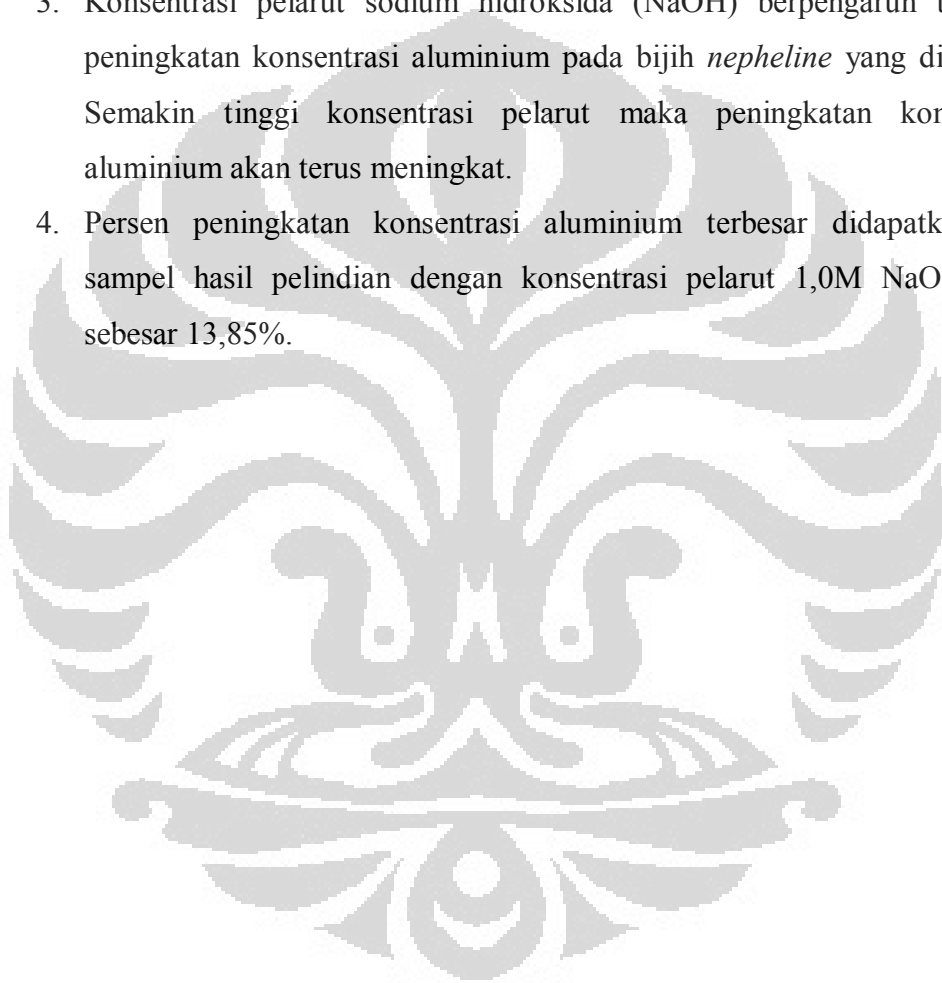 3. Konsentrasi pelarut sodium hidroksida (NaOH) berpengaruh
peningkatan konsentrasi aluminium pada bijih nepheline yang
Semakin tinggi konsentrasi pelarut maka peningkatan
aluminium akan terus meningkat.
4. Persen peningkatan konsentrasi aluminium terbesar
sampel hasil pelindian dengan konsentrasi pelarut 1,0M
sebesar 13,85%.